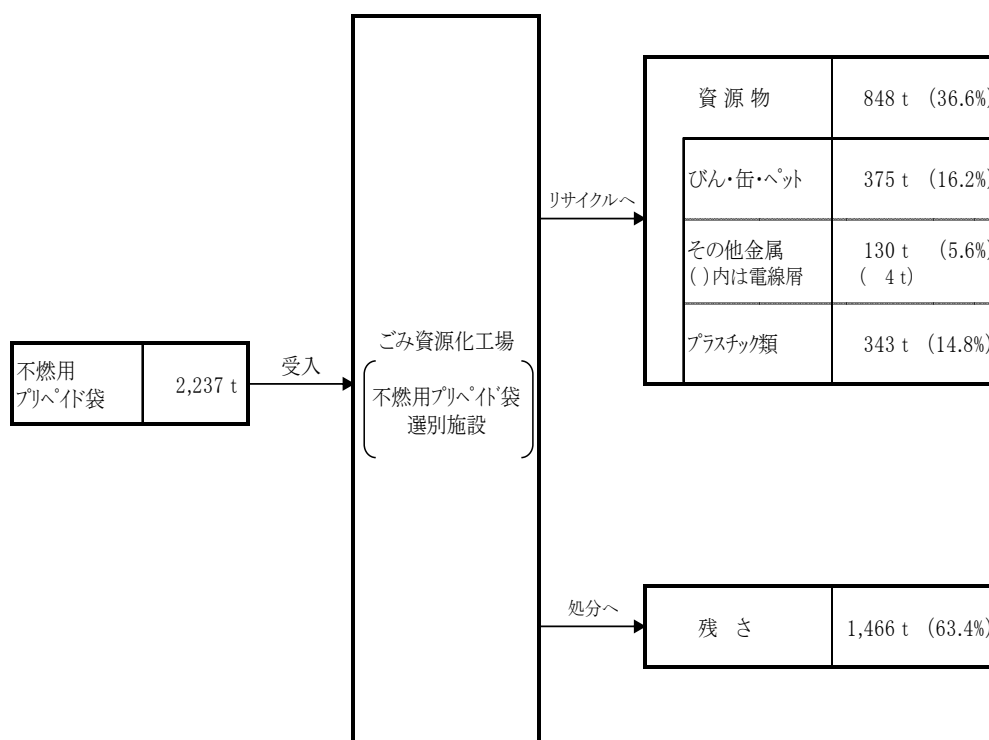 資源物 848 t (36.6%)
びん・缶・ペット 375 t (16.2%)
リサイクルへ
その他金属 130 t (5.6%)
( )内は電線屑 ( 4 t)
ごみ資源化工場
プラスチック類 343 t (14.8%)
不燃用
プリペイド袋
2,237 t
受入
不燃用プリペイド袋
選別施設
処分へ
残さ 1,466 t (63.4%)